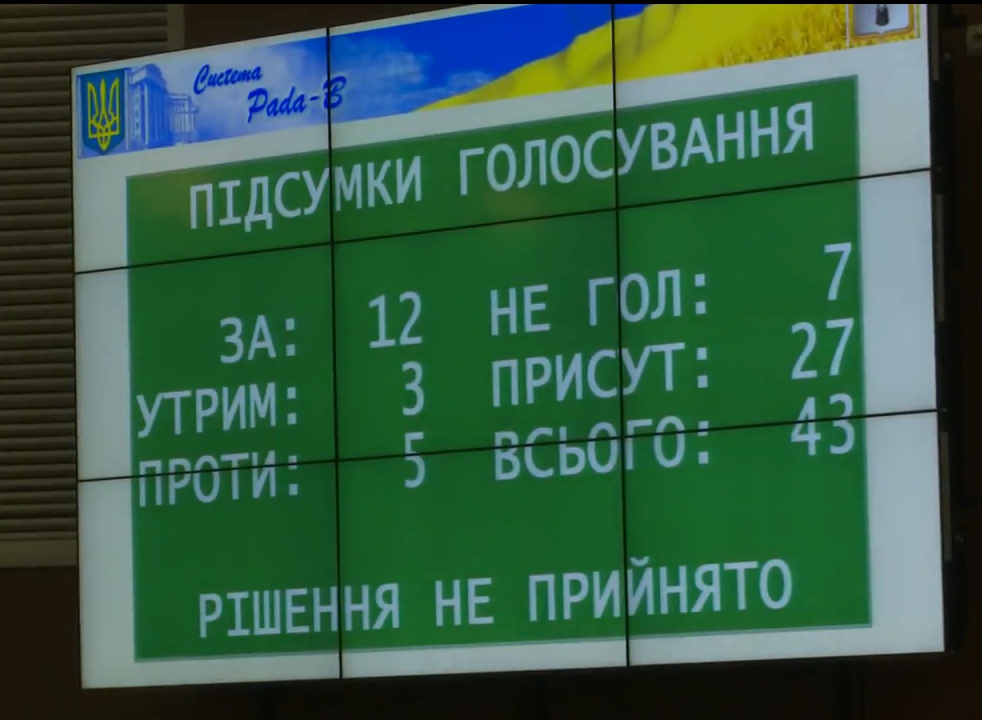 Система
Рада-В
ПІДСУМКИ ГОЛОСУВАННЯ
ЗА: 12 НЕ ГОЛ: 7
УТРИМ: 3 ПРИСУТ: 27
ПРОТИ: 5 ВСЬОГО: 43
РІШЕННЯ НЕ ПРИЙНЯТО